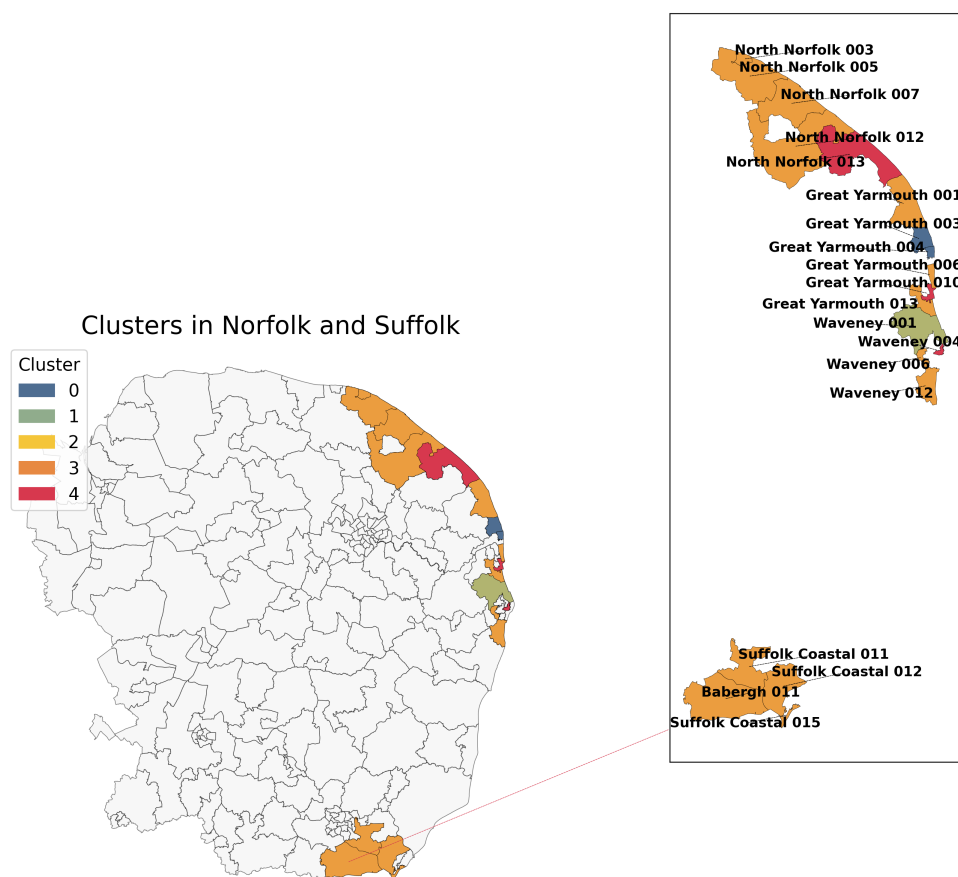 Clusters in Norfolk and Suffolk
Cluster
0
1
2
3
4
North Norfolk 003
North Norfolk 005
North Norfolk 007
North Norfolk 012
North Norfolk 013
Great Yarmouth 001
Great Yarmouth 003
Great Yarmouth 004
Great Yarmouth 006
Great Yarmouth 010
Great Yarmouth 013
Waveney 001
Waveney 004
Waveney 006
Waveney 012
Suffolk Coastal 011
Suffolk Coastal 012
Babergh 011
Suffolk Coastal 015